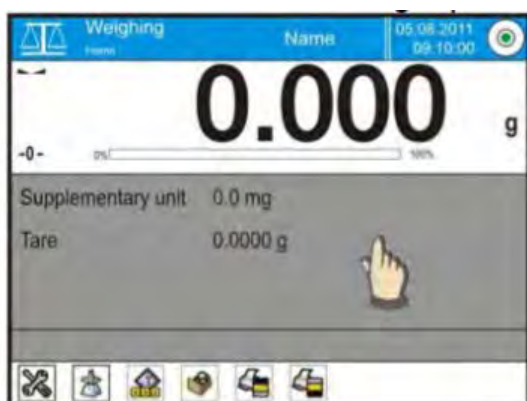 Weighing
Name
05.08.2011
09:10:00
0.000
g
-0-
0%
100%
Supplementary unit 0.0 mg
Tare 0.0000 g